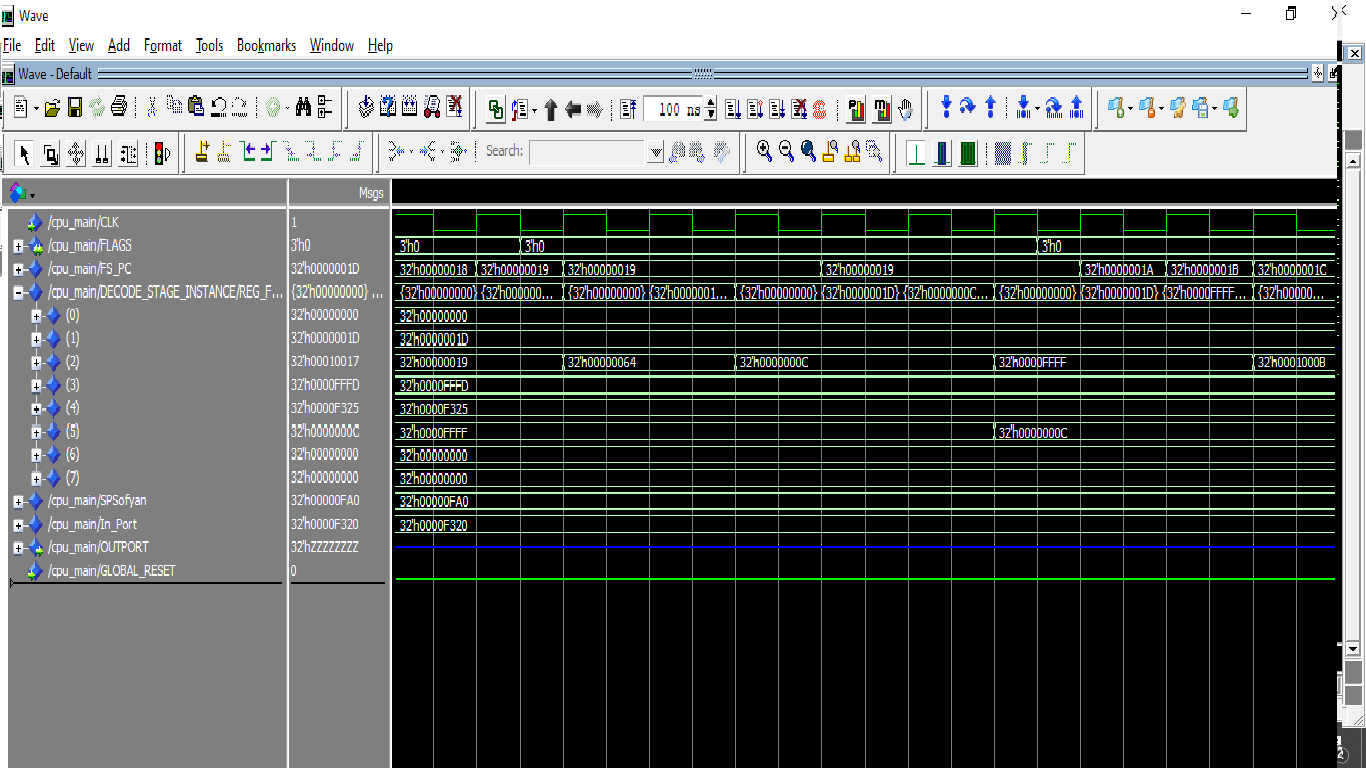 Wave
File Edit View Add Format Tools Bookmarks Window Help
Wave - Default
100 ns
Search:
Msgs
/cpu_main/CLK 1
/cpu_main/FLAGS 3'h0 3'h0 3'h0 3'h0
/cpu_main/FS_PC 32'h0000001D 32'h00000018 32'h00000019 32'h00000019 32'h00000019 32'h0000001A 32'h0000001B 32'h0000001C
/cpu_main/DECODE_STAGE_INSTANCE/REG_F... {32'h00000000} ... {32'h00000000} {32'h000000... {32'h00000000} {32'h0000001... {32'h00000000} {32'h0000001D} {32'h0000000C... {32'h00000000} {32'h0000001D} {32'h0000FFFF... {32'h00000...
(0) 32'h00000000 32'h00000000
(1) 32'h0000001D 32'h0000001D
(2) 32'h00010017 32'h00000019 32'h00000064 32'h0000000C 32'h0000FFFF 32'h0001000B
(3) 32'h0000FFFD 32'h0000FFFD
(4) 32'h0000F325 32'h0000F325
(5) 32'h0000000C 32'h0000FFFF 32'h0000000C
(6) 32'h00000000 32'h00000000
(7) 32'h00000000 32'h00000000
/cpu_main/SPSofyan 32'h00000FA0 32'h00000FA0
/cpu_main/In_Port 32'h0000F320 32'h0000F320
/cpu_main/OUTPORT 32'hZZZZZZZZ
/cpu_main/GLOBAL_RESET 0